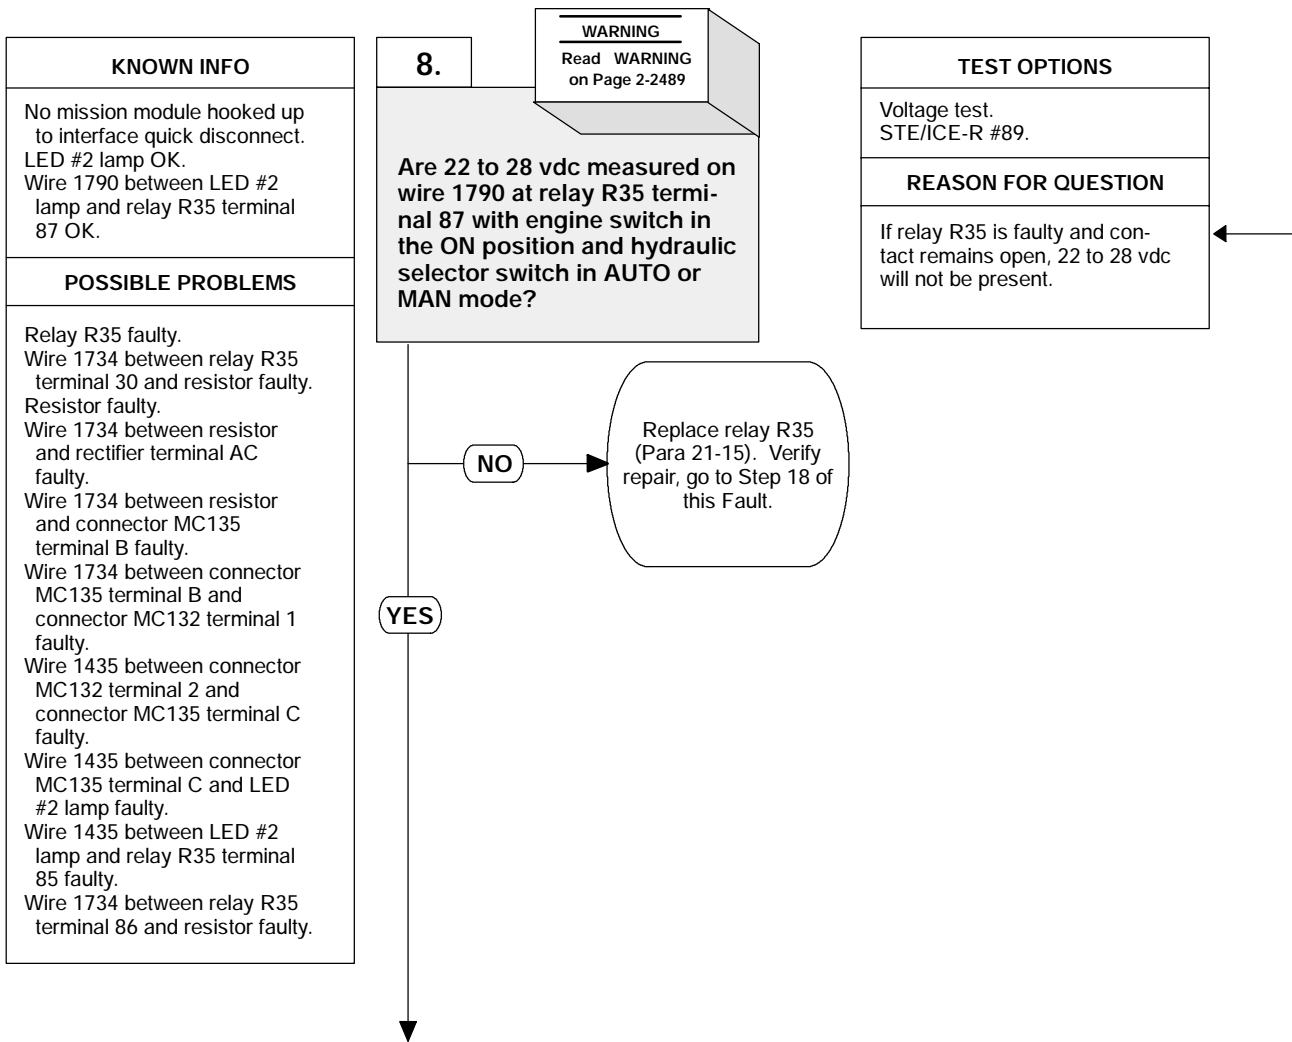 KNOWN INFO
No mission module hooked up
to interface quick disconnect.
LED #2 lamp OK.
Wire 1790 between LED #2
lamp and relay R35 terminal
87 OK.
POSSIBLE PROBLEMS
Relay R35 faulty.
Wire 1734 between relay R35
terminal 30 and resistor faulty.
Resistor faulty.
Wire 1734 between resistor
and rectifier terminal AC
faulty.
Wire 1734 between resistor
and connector MC135
terminal B faulty.
Wire 1734 between connector
MC135 terminal B and
connector MC132 terminal 1
faulty.
Wire 1435 between connector
MC132 terminal 2 and
connector MC135 terminal C
faulty.
Wire 1435 between connector
MC135 terminal C and LED
#2 lamp faulty.
Wire 1435 between LED #2
lamp and relay R35 terminal
85 faulty.
Wire 1734 between relay R35
terminal 86 and resistor faulty.
8.
WARNING
Read WARNING
on Page 2-2489
Are 22 to 28 vdc measured on
wire 1790 at relay R35 termi-
nal 87 with engine switch in
the ON position and hydraulic
selector switch in AUTO or
MAN mode?
NO
Replace relay R35
(Para 21-15). Verify
repair, go to Step 18 of
this Fault.
YES
TEST OPTIONS
Voltage test.
STE/ICE-R #89.
REASON FOR QUESTION
If relay R35 is faulty and con-
tact remains open, 22 to 28 vdc
will not be present.